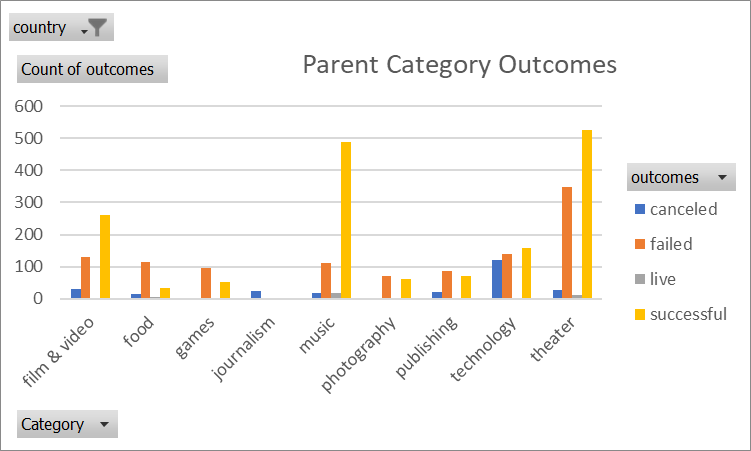 country
Count of outcomes
Parent Category Outcomes
600
500
400
300
200
100
0
film & video
food
games
journalism
music
photography
publishing
technology
theater
outcomes
canceled
failed
live
successful
Category